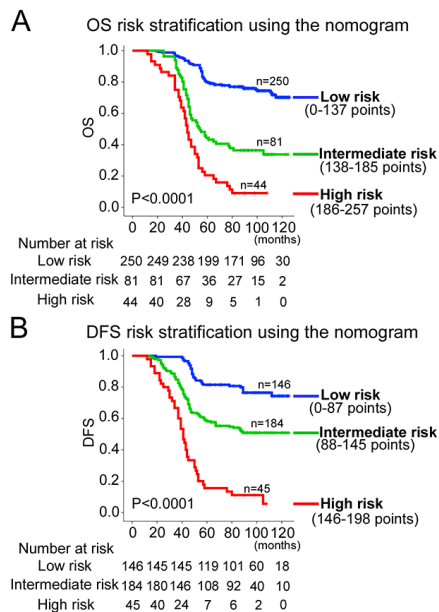 A
OS risk stratification using the nomogram
OS
1.0
0.8
0.6
0.4
0.2
0.0
n=250
n=81
n=44
P<0.0001
Low risk
(0-137 points)
Intermediate risk
(138-185 points)
High risk
(186-257 points)
0 20 40 60 80 100 120
(months)
Number at risk
Low risk 250 249 238 199 171 96 30
Intermediate risk 81 81 67 36 27 15 2
High risk 44 40 28 9 5 1 0
B
DFS risk stratification using the nomogram
DFS
1.0
0.8
0.6
0.4
0.2
0.0
n=146
n=184
n=45
P<0.0001
Low risk
(0-87 points)
Intermediate risk
(88-145 points)
High risk
(146-198 points)
0 20 40 60 80 100 120
(months)
Number at risk
Low risk 146 145 145 119 101 60 18
Intermediate risk 184 180 146 108 92 40 10
High risk 45 40 24 7 6 2 0